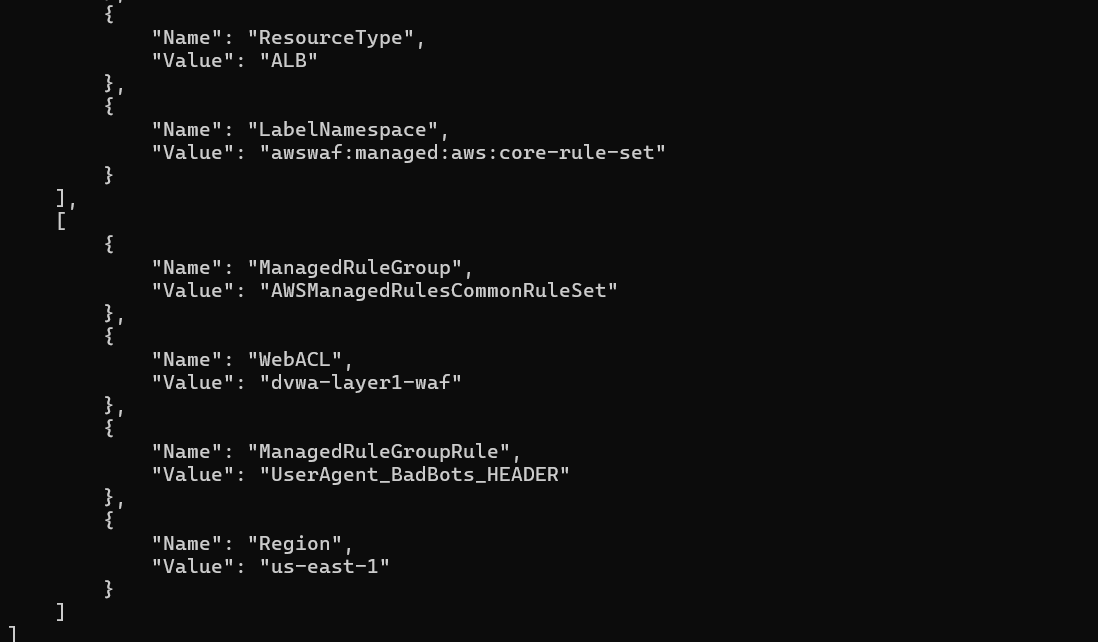 {
"Name": "ResourceType",
"Value": "ALB"
},
{
"Name": "LabelNamespace",
"Value": "awswaf:managed:aws:core-rule-set"
}
],
[
{
"Name": "ManagedRuleGroup",
"Value": "AWSManagedRulesCommonRuleSet"
},
{
"Name": "WebACL",
"Value": "dvwa-layer1-waf"
},
{
"Name": "ManagedRuleGroupRule",
"Value": "UserAgent_BadBots_HEADER"
},
{
"Name": "Region",
"Value": "us-east-1"
}
]
]